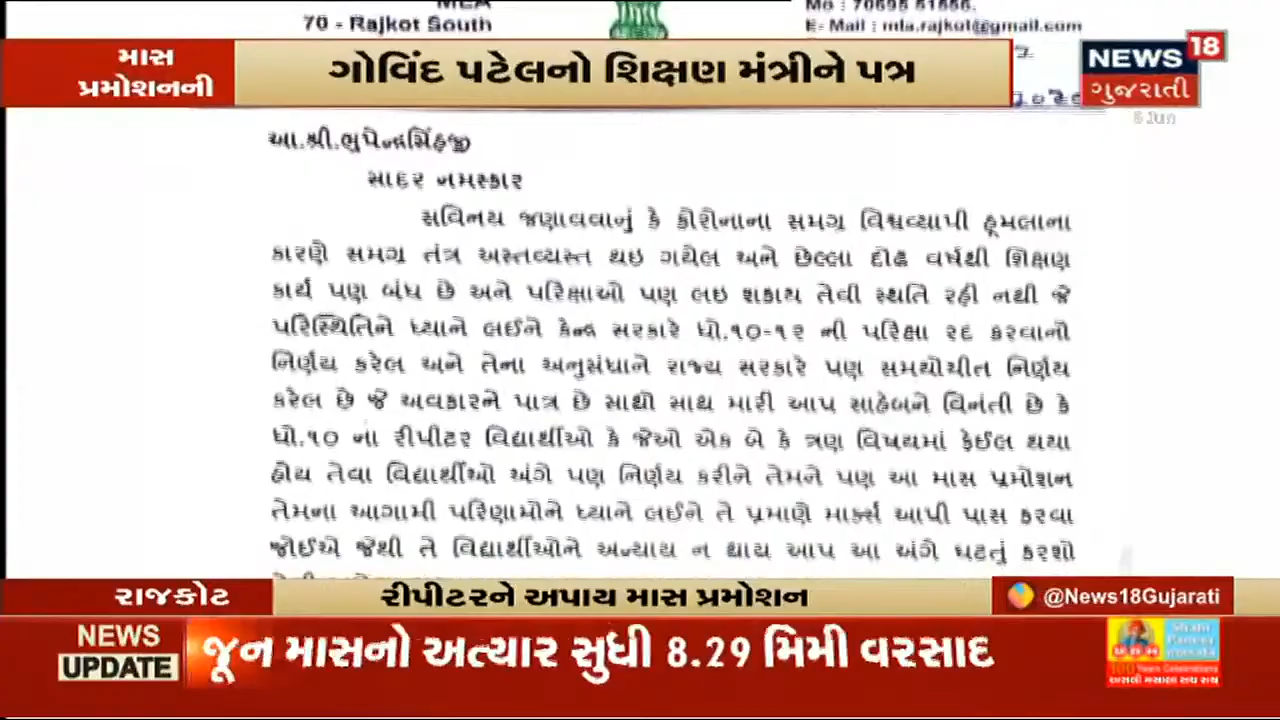 70 - Rajkot South
E- Mail : mla.rajkot@gmail.com
માસ
પ્રમોશનની
ગોવિંદ પટેલનો શિક્ષણ મંત્રીને પત્ર
NEWS 18
ગુજરાતી
આ.શ્રી.ભુપેન્દ્રસિંહજી
સાદર નમસ્કાર
સવિનય જણાવવાનું કે કોરોનાના સમગ્ર વિશ્વવ્યાપી હૂમલાના
કારણે સમગ્ર તંત્ર અસ્તવ્યસ્ત થઇ ગયેલ અને છેલ્લા દોઢ વર્ષથી શિક્ષણ
કાર્ય પણ બંધ છે અને પરિક્ષાઓ પણ લઇ શકાય તેવી સ્થતિ રહી નથી જે
પરિસ્થિતિને ધ્યાને લઈને કેન્દ્ર સરકારે ધો.૧૦-૧૨ ની પરિક્ષા રદ કરવાનો
નિર્ણય કરેલ અને તેના અનુસંધાને રાજ્ય સરકારે પણ સમયોચીત નિર્ણય
કરેલ છે જે અવકારને પાત્ર છે સાથો સાથ મારી આપ સાહેબને વિનંતી છે કે
ધો.૧૦ ના રીપીટર વિદ્યાર્થીઓ કે જેઓ એક બે કે ત્રણ વિષયમાં ફેઈલ થયા
હોય તેવા વિદ્યાર્થીઓ અંગે પણ નિર્ણય કરીને તેમને પણ આ માસ પ્રમોશન
તેમના આગામી પરિણામોને ધ્યાને લઈને તે પ્રમાણે માર્ક્સ આપી પાસ કરવા
જોઈએ જેથી તે વિદ્યાર્થીઓને અન્યાય ન થાય આપ આ અંગે ઘટતું કરશો
રાજકોટ
રીપીટરને અપાય માસ પ્રમોશન
@News18Gujarati
NEWS
UPDATE
જૂન માસનો અત્યાર સુધી 8.29 મિમી વરસાદ